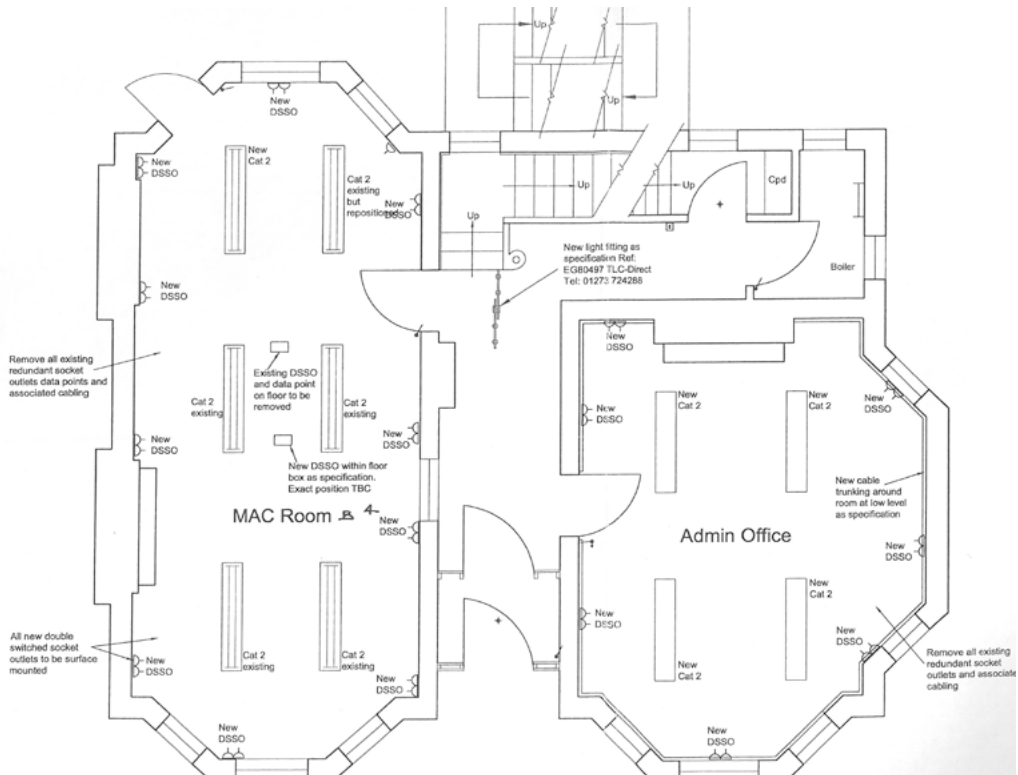 Up
Up
New
DSSO
New
DSSO
New
Cat 2
Cat 2
existing
but
repositioned
New
DSSO
Up
Up
Up
Cpd
New light fitting as
specification Ref:
EG80497 TLC-Direct
Tel: 01273 724288
Boiler
New
DSSO
Remove all existing
redundant socket
outlets data points and
associated cabling
Existing DSSO
and data point
on floor to be
removed
Cat 2
existing
Cat 2
existing
New
DSSO
New
DSSO
New
DSSO
New DSSO within floor
box as specification.
Exact position TBC
MAC Room B 4
New
DSSO
All new double
switched socket
outlets to be surface
mounted
New
DSSO
Cat 2
existing
Cat 2
existing
New
DSSO
New
DSSO
New
DSSO
New
DSSO
New
Cat 2
New
Cat 2
New
DSSO
New cable
trunking around
room at low level
as specification
Admin Office
New
DSSO
New
Cat 2
New
DSSO
New
DSSO
New
Cat 2
Remove all existing
redundant socket
outlets and associate
cabling
New
DSSO